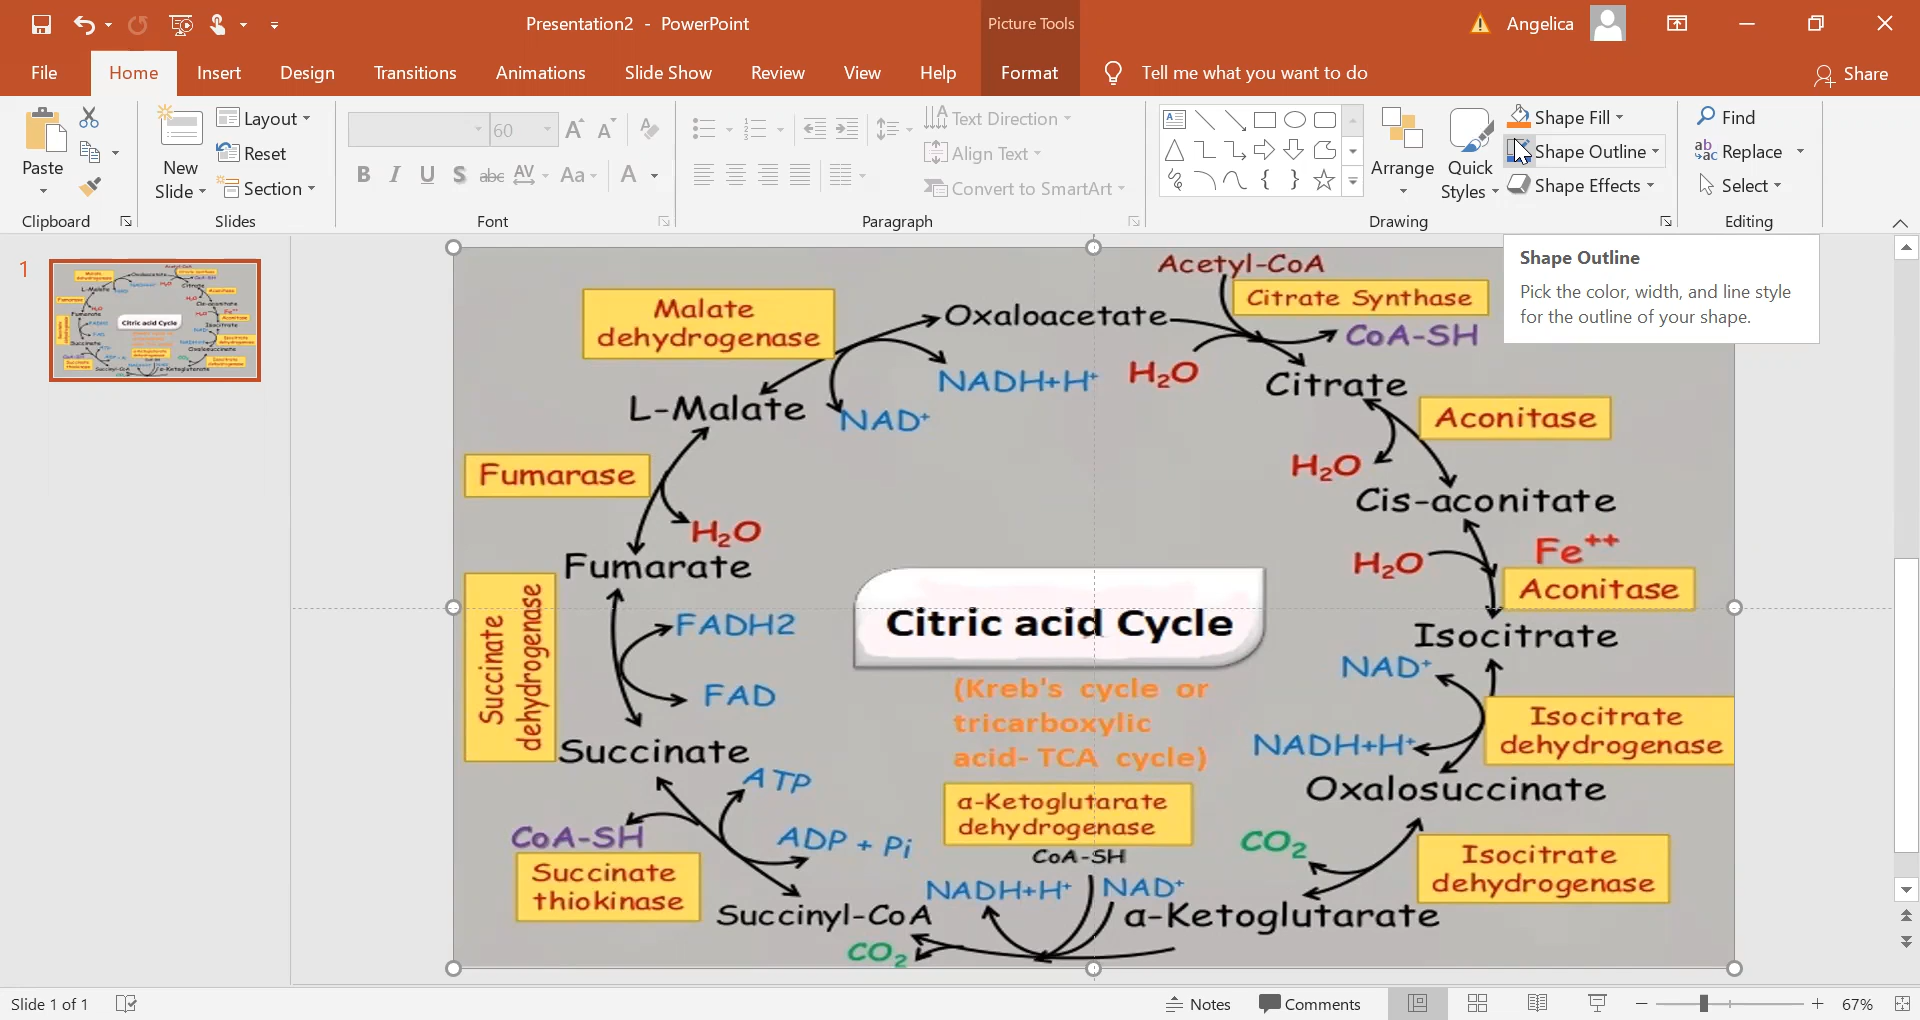 Presentation2 - PowerPoint
Picture Tools
Angelica
File
Home
Insert
Design
Transitions
Animations
Slide Show
Review
View
Help
Format
Tell me what you want to do
Share
Paste
Clipboard
New
Slide
Layout
Reset
Section
Slides
60
B I U S abc AV Aa A
Font
Text Direction
Align Text
Convert to SmartArt
Paragraph
Arrange
Quick
Styles
Shape Fill
Shape Outline
Shape Effects
Drawing
Find
Replace
Select
Editing
Shape Outline
Pick the color, width, and line style
for the outline of your shape.
1
Acetyl-CoA
Citrate Synthase
Malate
dehydrogenase
Oxaloacetate
CoA-SH
H₂O
NADH+H⁺
Citrate
L-Malate
NAD⁺
Aconitase
H₂O
Fumarase
Cis-aconitate
H₂O
Fe⁺⁺
H₂O
Fumarate
Aconitase
Succinate
dehydrogenase
FADH2
Citric acid Cycle
Isocitrate
NAD⁺
FAD
(Kreb's cycle or
tricarboxylic
acid- TCA cycle)
Isocitrate
dehydrogenase
NADH+H⁺
Succinate
ATP
Oxalosuccinate
α-Ketoglutarate
dehydrogenase
CoA-SH
ADP + Pi
CO₂
Isocitrate
dehydrogenase
CoA-SH
Succinate
thiokinase
NADH+H⁺
NAD⁺
Succinyl-CoA
α-Ketoglutarate
CO₂
Slide 1 of 1
Notes
Comments
67%